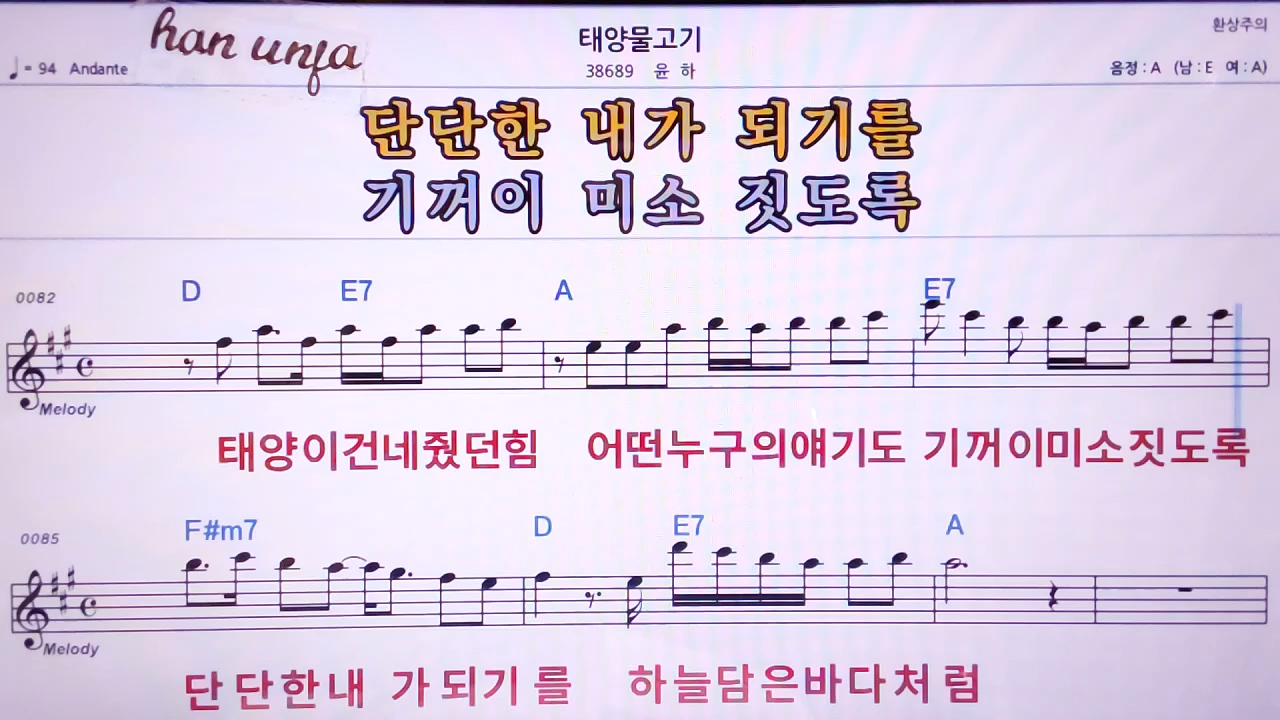 han unja
태양물고기
환상주의
♩= 94 Andante
38689 윤 하
음정 : A (남 : E 여 : A)
단단한 내가 되기를
기꺼이 미소 짓도록
0082
D E7 A E7
Melody
태양이건네줬던힘 어떤누구의얘기도 기꺼이미소짓도록
0085
F#m7 D E7 A
Melody
단단한내 가되기를 하늘담은바다처럼